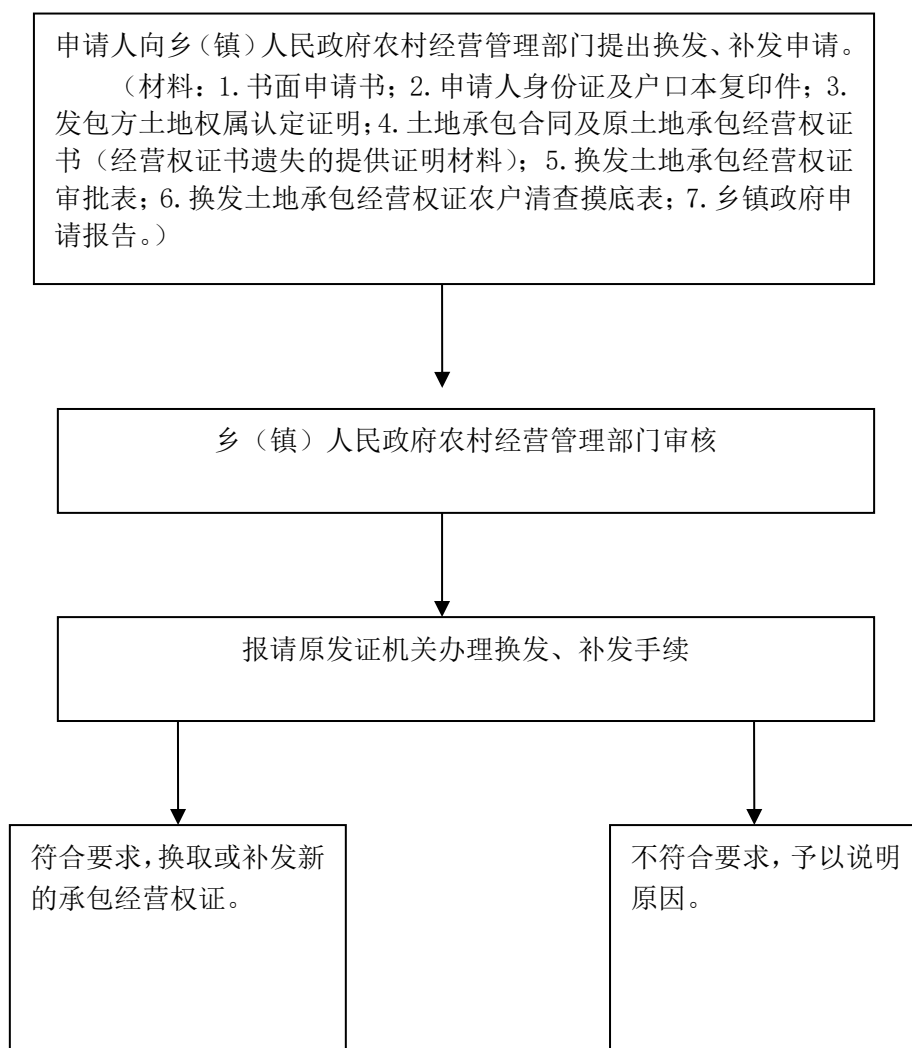 申请人向乡（镇）人民政府农村经营管理部门提出换发、补发申请。
（材料：1.书面申请书；2.申请人身份证及户口本复印件；3.
发包方土地权属认定证明；4.土地承包合同及原土地承包经营权证
书（经营权证书遗失的提供证明材料）；5.换发土地承包经营权证
审批表；6.换发土地承包经营权证农户清查摸底表；7.乡镇政府申
请报告。）
乡（镇）人民政府农村经营管理部门审核
报请原发证机关办理换发、补发手续
符合要求，换取或补发新
的承包经营权证。
不符合要求，予以说明
原因。